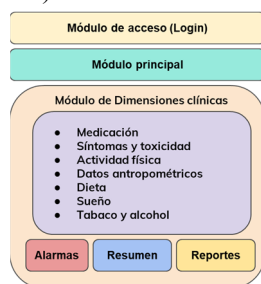 Módulo de acceso (Login)
Módulo principal
Módulo de Dimensiones clínicas
● Medicación
● Síntomas y toxicidad
● Actividad física
● Datos antropométricos
● Dieta
● Sueño
● Tabaco y alcohol
Alarmas
Resumen
Reportes